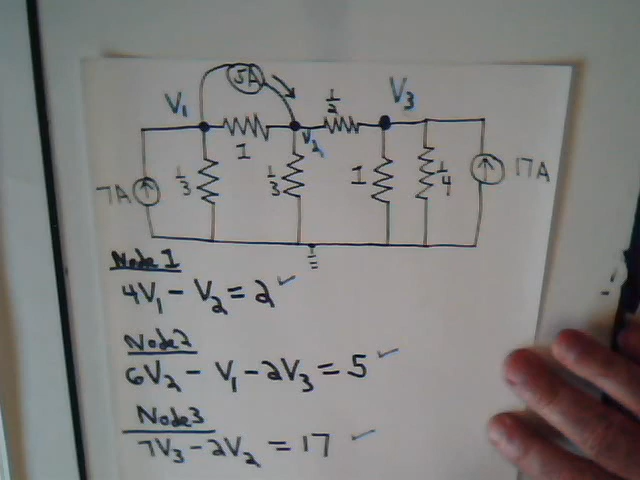 5A
V₁
1/2
V₃
1
V₂
7A
1/3
1/3
1
1/4
17A
Node 1
4V₁ - V₂ = 2 ✓
Node 2
6V₂ - V₁ - 2V₃ = 5 ✓
Node 3
7V₃ - 2V₂ = 17 ✓